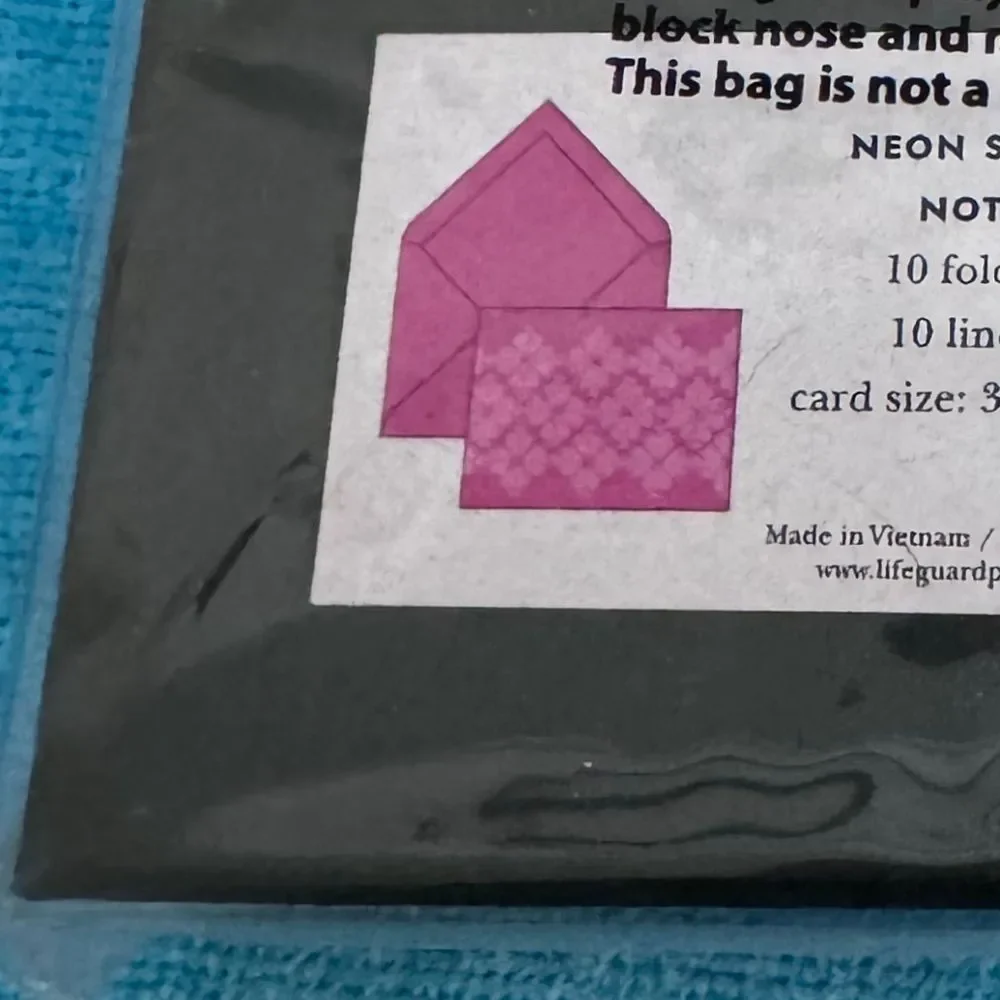 block nose and
This bag is not a
NEON S
NOT
10 fol
10 lin
card size: 3
Made in Vietnam /
www.lifeguardp